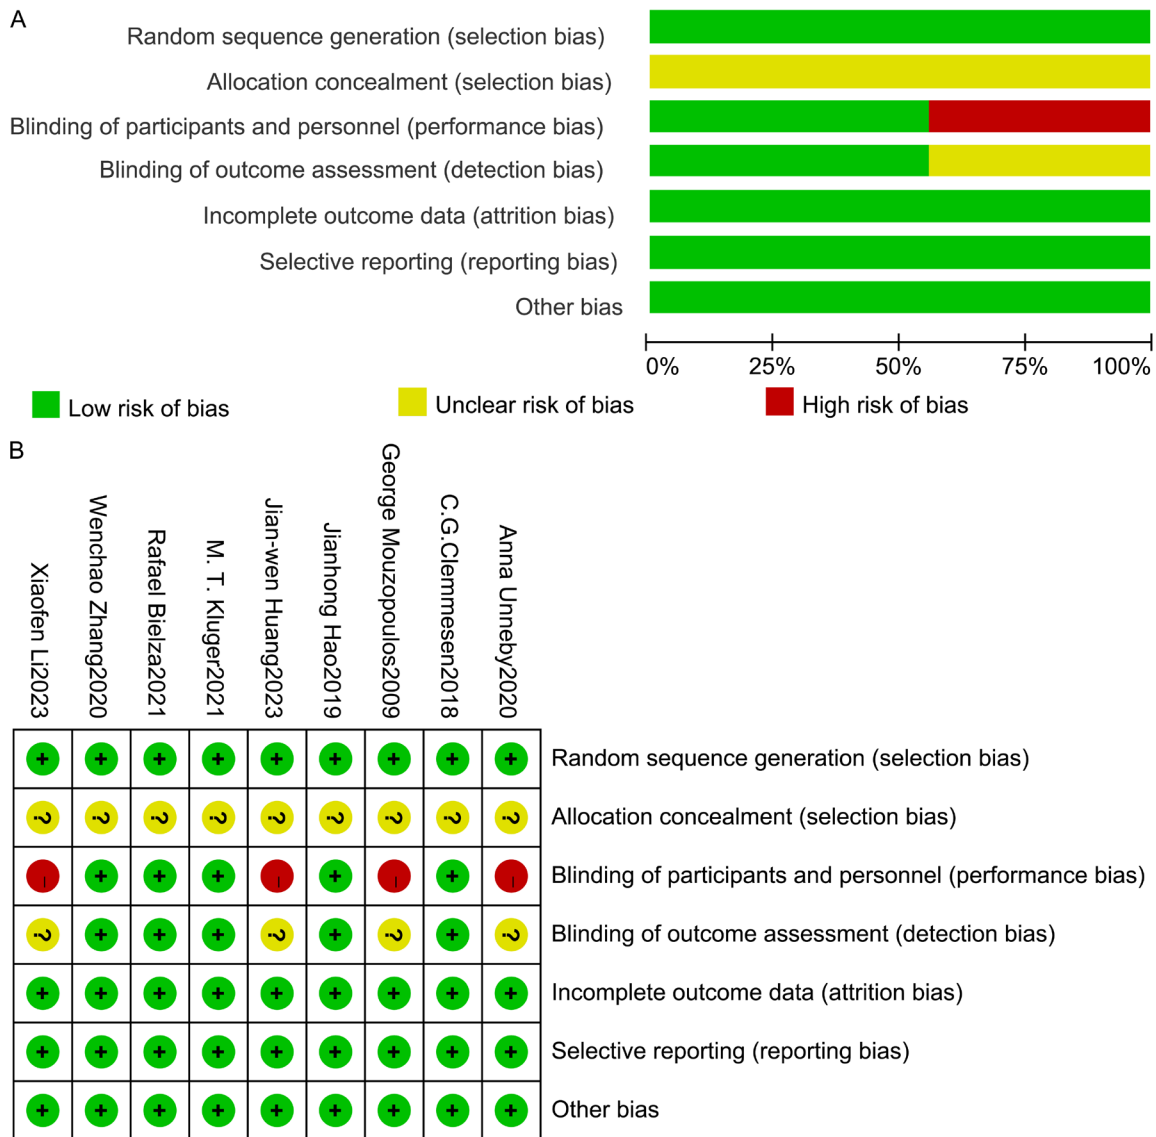 A
Random sequence generation (selection bias)
Allocation concealment (selection bias)
Blinding of participants and personnel (performance bias)
Blinding of outcome assessment (detection bias)
Incomplete outcome data (attrition bias)
Selective reporting (reporting bias)
Other bias
0% 25% 50% 75% 100%
Low risk of bias Unclear risk of bias High risk of bias
B
Xiaofen Li2023
Wenchao Zhang2020
Rafael Bielza2021
M. T. Kluger2021
Jian-wen Huang2023
Jianhong Hao2019
George Mouzopoulos2009
C.G.Clemmesen2018
Anna Unneby2020
+ + + + + + + + + Random sequence generation (selection bias)
? ? ? ? ? ? ? ? ? Allocation concealment (selection bias)
– + + + – + – + – Blinding of participants and personnel (performance bias)
? + + + ? + ? + ? Blinding of outcome assessment (detection bias)
+ + + + + + + + + Incomplete outcome data (attrition bias)
+ + + + + + + + + Selective reporting (reporting bias)
+ + + + + + + + + Other bias